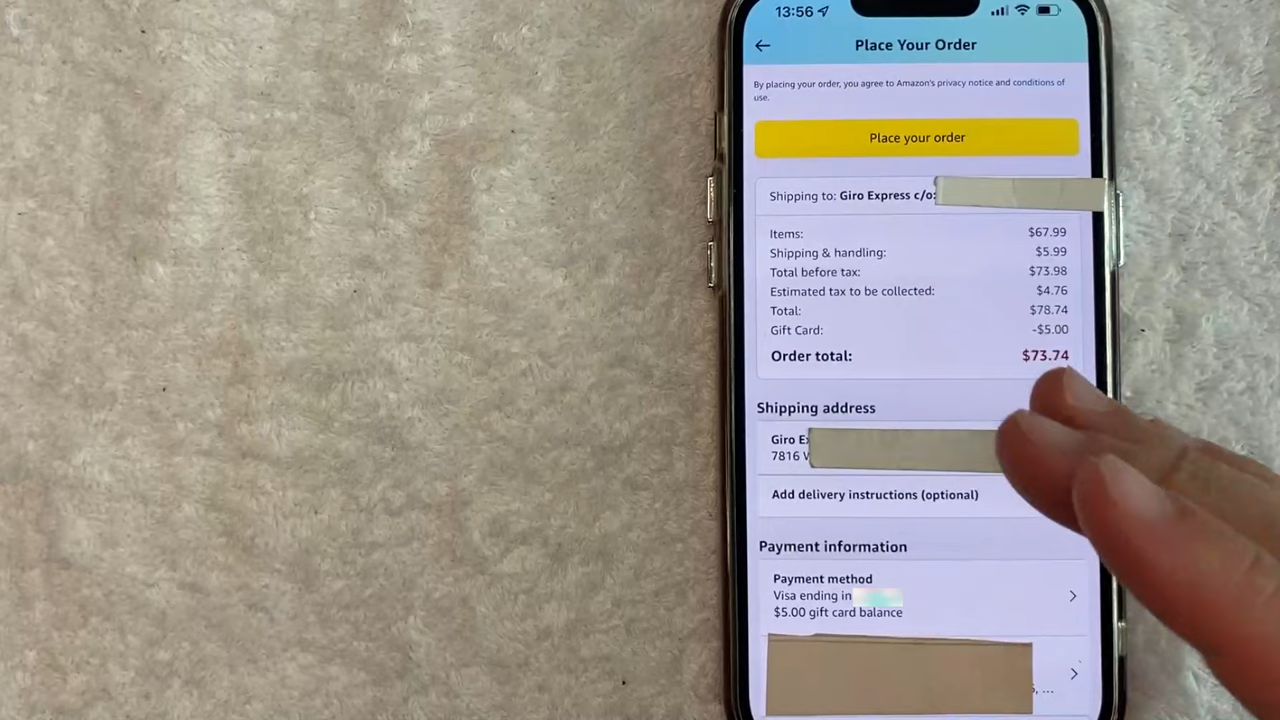 13:56
Place Your Order
By placing your order, you agree to Amazon's privacy notice and conditions of
use.
Place your order
Shipping to: Giro Express c/o:
Items: $67.99
Shipping & handling: $5.99
Total before tax: $73.98
Estimated tax to be collected: $4.76
Total: $78.74
Gift Card: -$5.00
Order total: $73.74
Shipping address
Giro
7816
Add delivery instructions (optional)
Payment information
Payment method
Visa ending in
$5.00 gift card balance